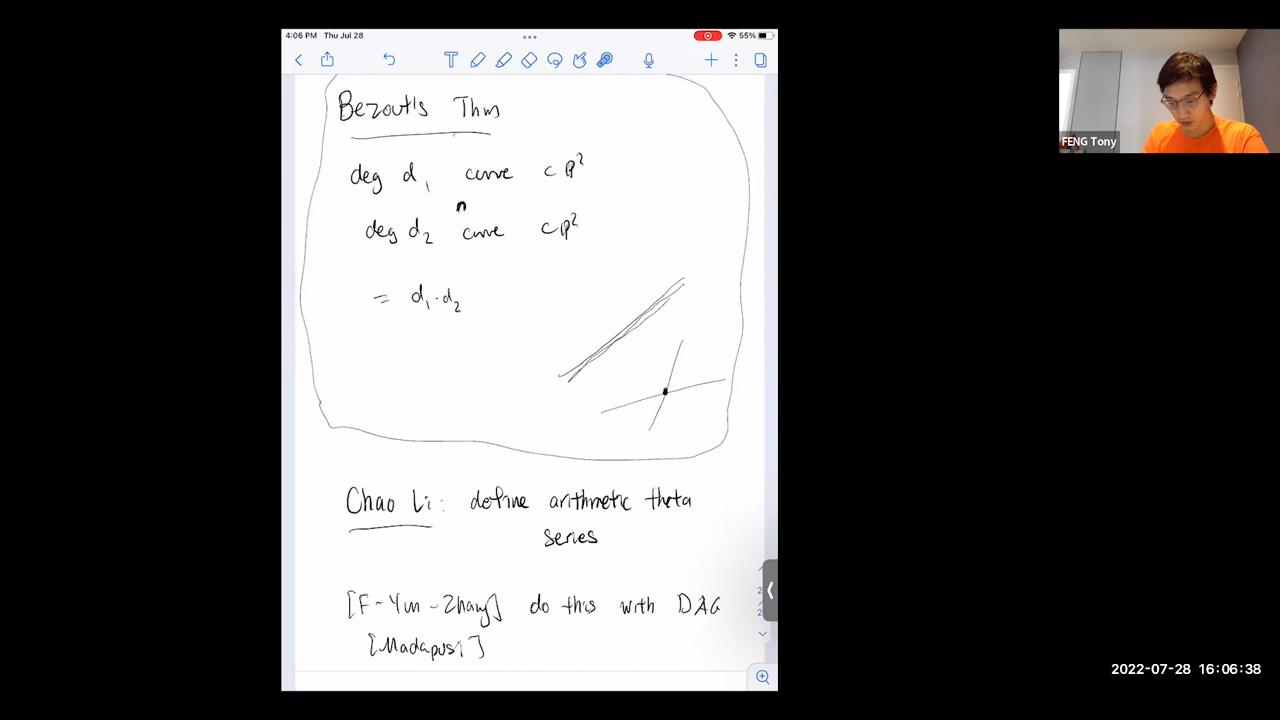 4:06 PM Thu Jul 28
55%
Bezout's Thm
deg d₁ curve ⊂ ℙ²
∩
deg d₂ curve ⊂ ℙ²
= d₁·d₂
Chao Li: define arithmetic theta
series
[F-Yun-Zhang] do this with DAG
[Madapusi]
FENG Tony
2022-07-28 16:06:38